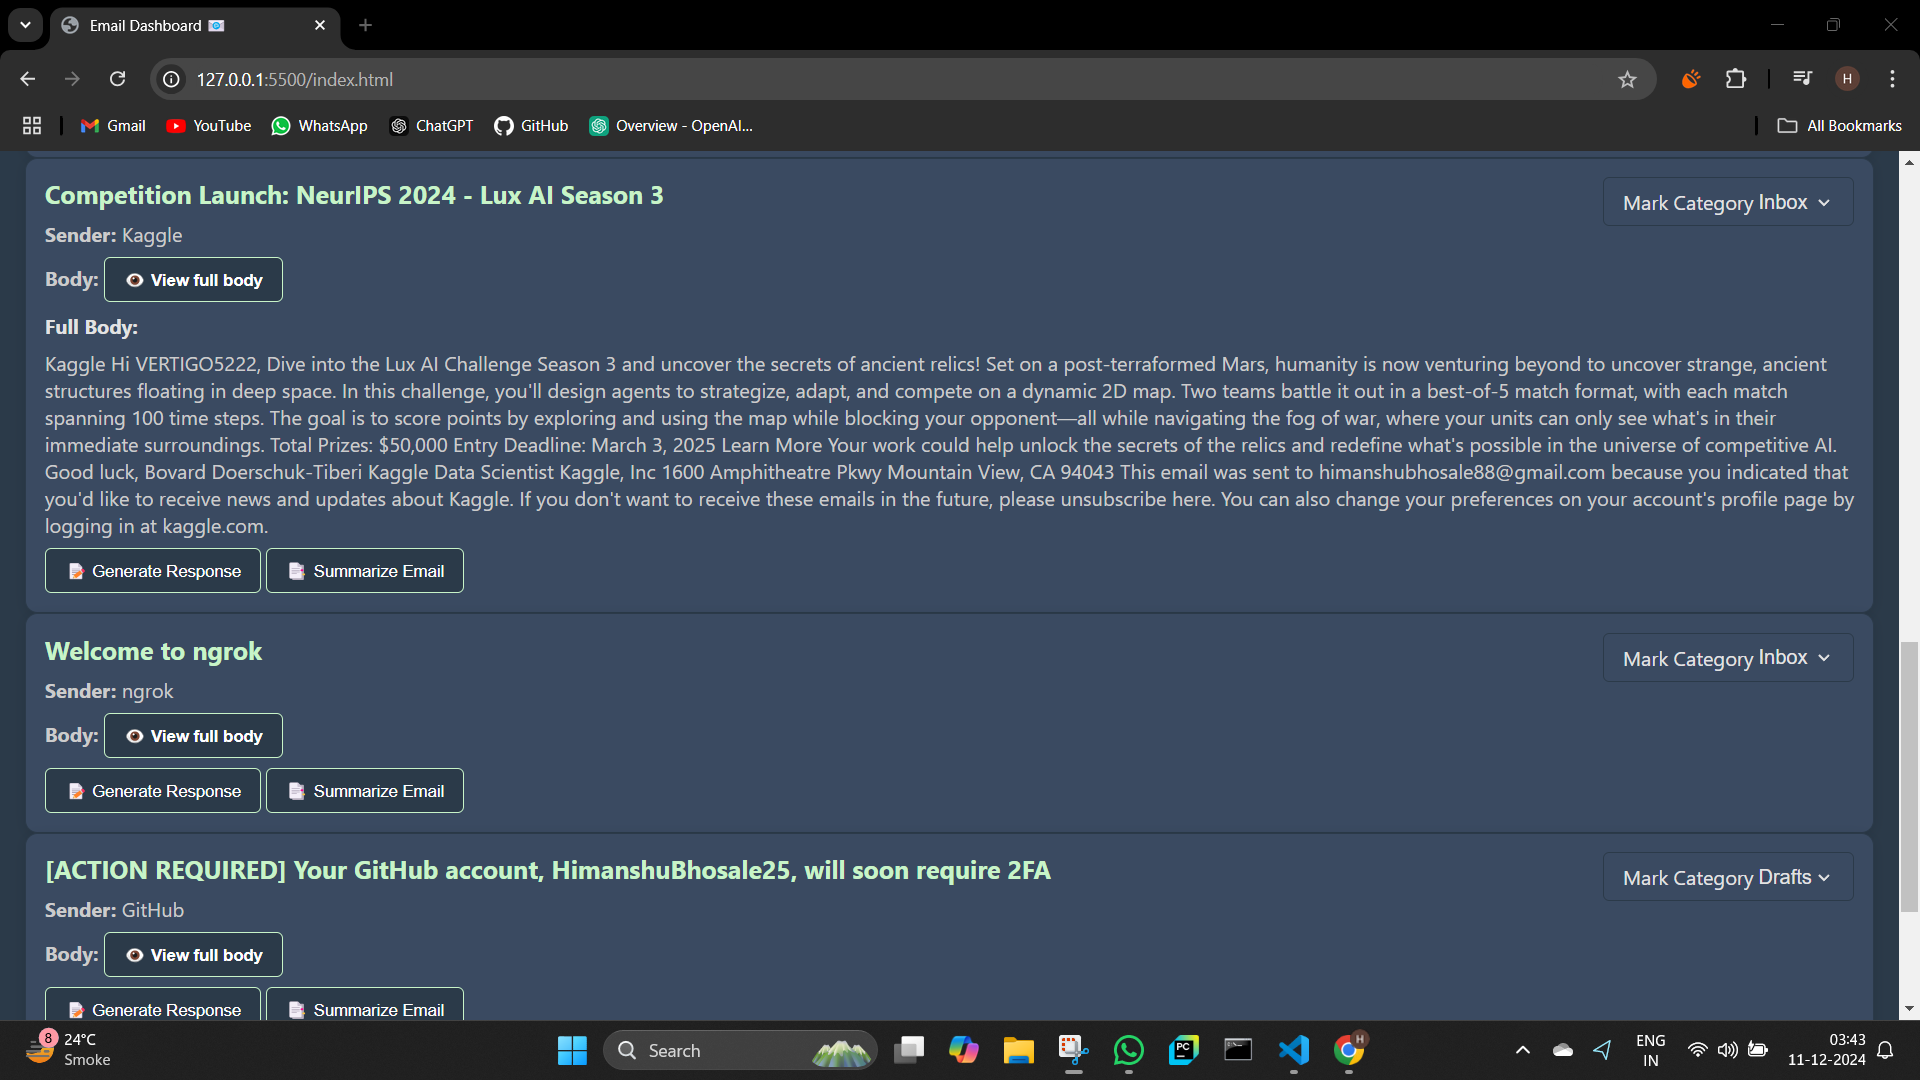 Email Dashboard
127.0.0.1:5500/index.html
H
Gmail
YouTube
WhatsApp
ChatGPT
GitHub
Overview - OpenAI...
All Bookmarks
Competition Launch: NeurIPS 2024 - Lux AI Season 3
Mark Category Inbox
Sender: Kaggle
Body: View full body
Full Body:
Kaggle Hi VERTIGO5222, Dive into the Lux AI Challenge Season 3 and uncover the secrets of ancient relics! Set on a post-terraformed Mars, humanity is now venturing beyond to uncover strange, ancient
structures floating in deep space. In this challenge, you'll design agents to strategize, adapt, and compete on a dynamic 2D map. Two teams battle it out in a best-of-5 match format, with each match
spanning 100 time steps. The goal is to score points by exploring and using the map while blocking your opponent—all while navigating the fog of war, where your units can only see what's in their
immediate surroundings. Total Prizes: $50,000 Entry Deadline: March 3, 2025 Learn More Your work could help unlock the secrets of the relics and redefine what's possible in the universe of competitive AI.
Good luck, Bovard Doerschuk-Tiberi Kaggle Data Scientist Kaggle, Inc 1600 Amphitheatre Pkwy Mountain View, CA 94043 This email was sent to himanshubhosale88@gmail.com because you indicated that
you'd like to receive news and updates about Kaggle. If you don't want to receive these emails in the future, please unsubscribe here. You can also change your preferences on your account's profile page by
logging in at kaggle.com.
Generate Response
Summarize Email
Welcome to ngrok
Mark Category Inbox
Sender: ngrok
Body: View full body
Generate Response
Summarize Email
[ACTION REQUIRED] Your GitHub account, HimanshuBhosale25, will soon require 2FA
Mark Category Drafts
Sender: GitHub
Body: View full body
Generate Response
Summarize Email
8
24°C
Smoke
Search
PC
H
ENG
IN
03:43
11-12-2024